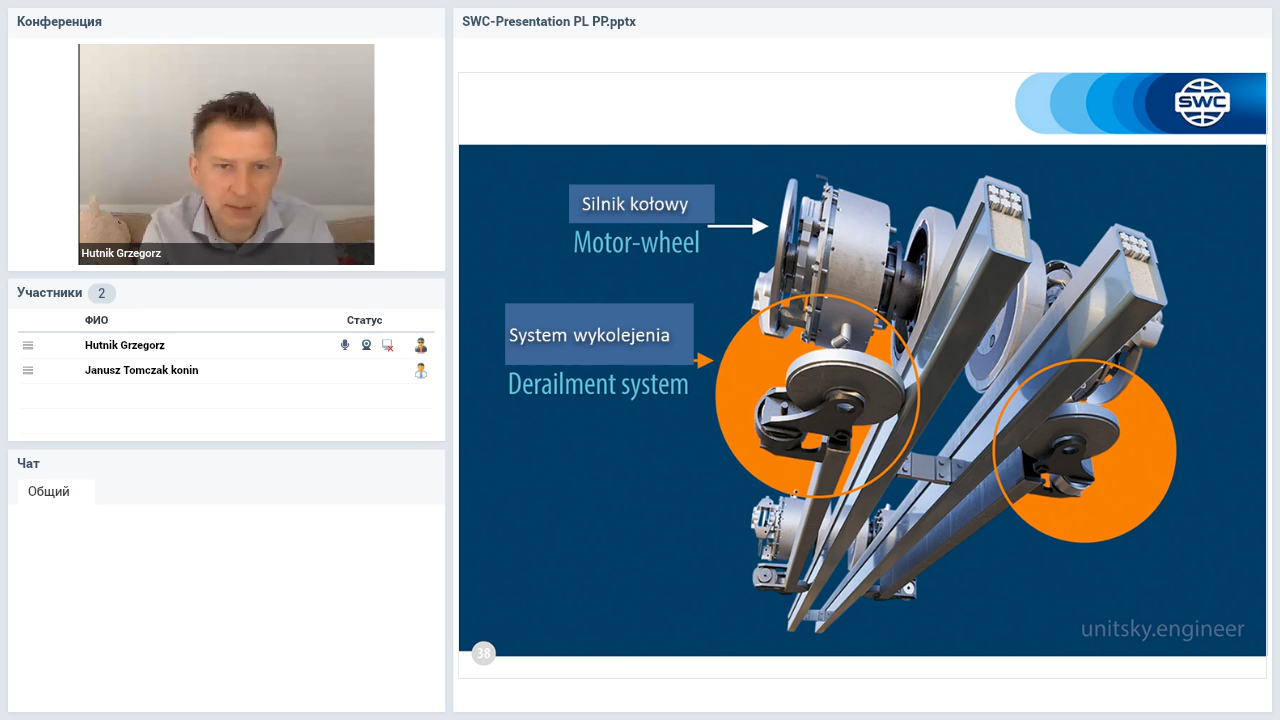 Конференция
Hutnik Grzegorz
Участники 2
ФИО Статус
Hutnik Grzegorz
Janusz Tomczak konin
Чат
Общий
SWC-Presentation PL PP.pptx
SWC
Silnik kołowy
Motor-wheel
System wykolejenia
Derailment system
unitsky.engineer
38